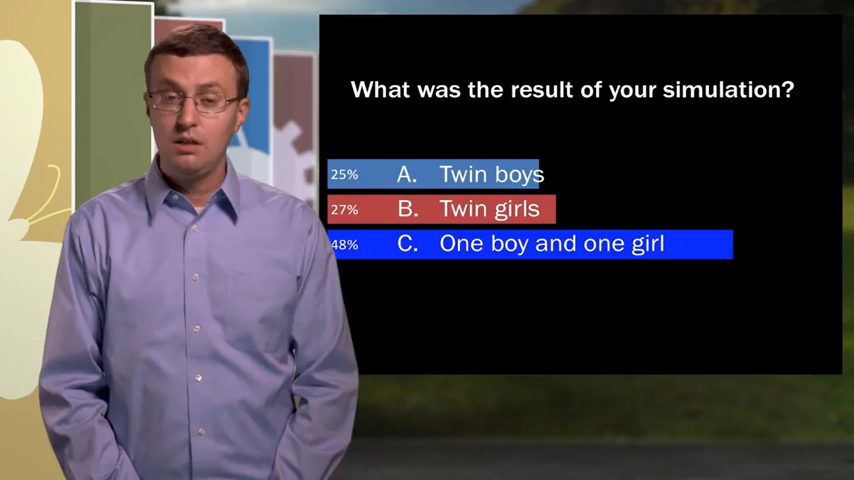 What was the result of your simulation?
25% A. Twin boys
27% B. Twin girls
48% C. One boy and one girl